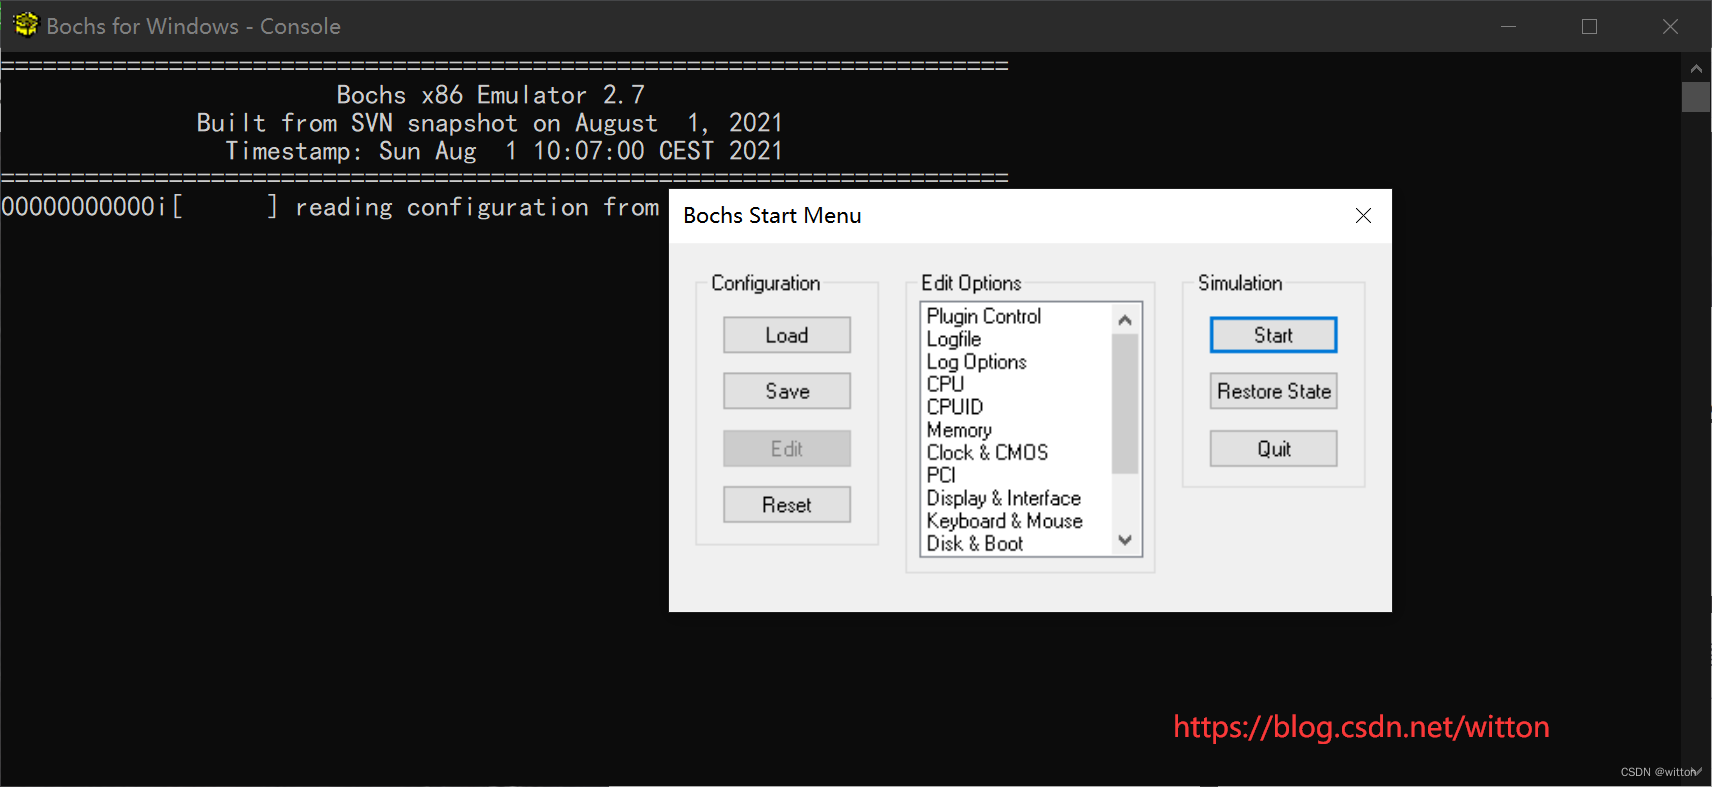 Bochs for Windows - Console
========================================================================
Bochs x86 Emulator 2.7
Built from SVN snapshot on August  1, 2021
Timestamp: Sun Aug  1 10:07:00 CEST 2021
========================================================================
00000000000i[      ] reading configuration from
Bochs Start Menu
Configuration
Load
Save
Edit
Reset
Edit Options
Plugin Control
Logfile
Log Options
CPU
CPUID
Memory
Clock & CMOS
PCI
Display & Interface
Keyboard & Mouse
Disk & Boot
Simulation
Start
Restore State
Quit
https://blog.csdn.net/witton
CSDN @witton